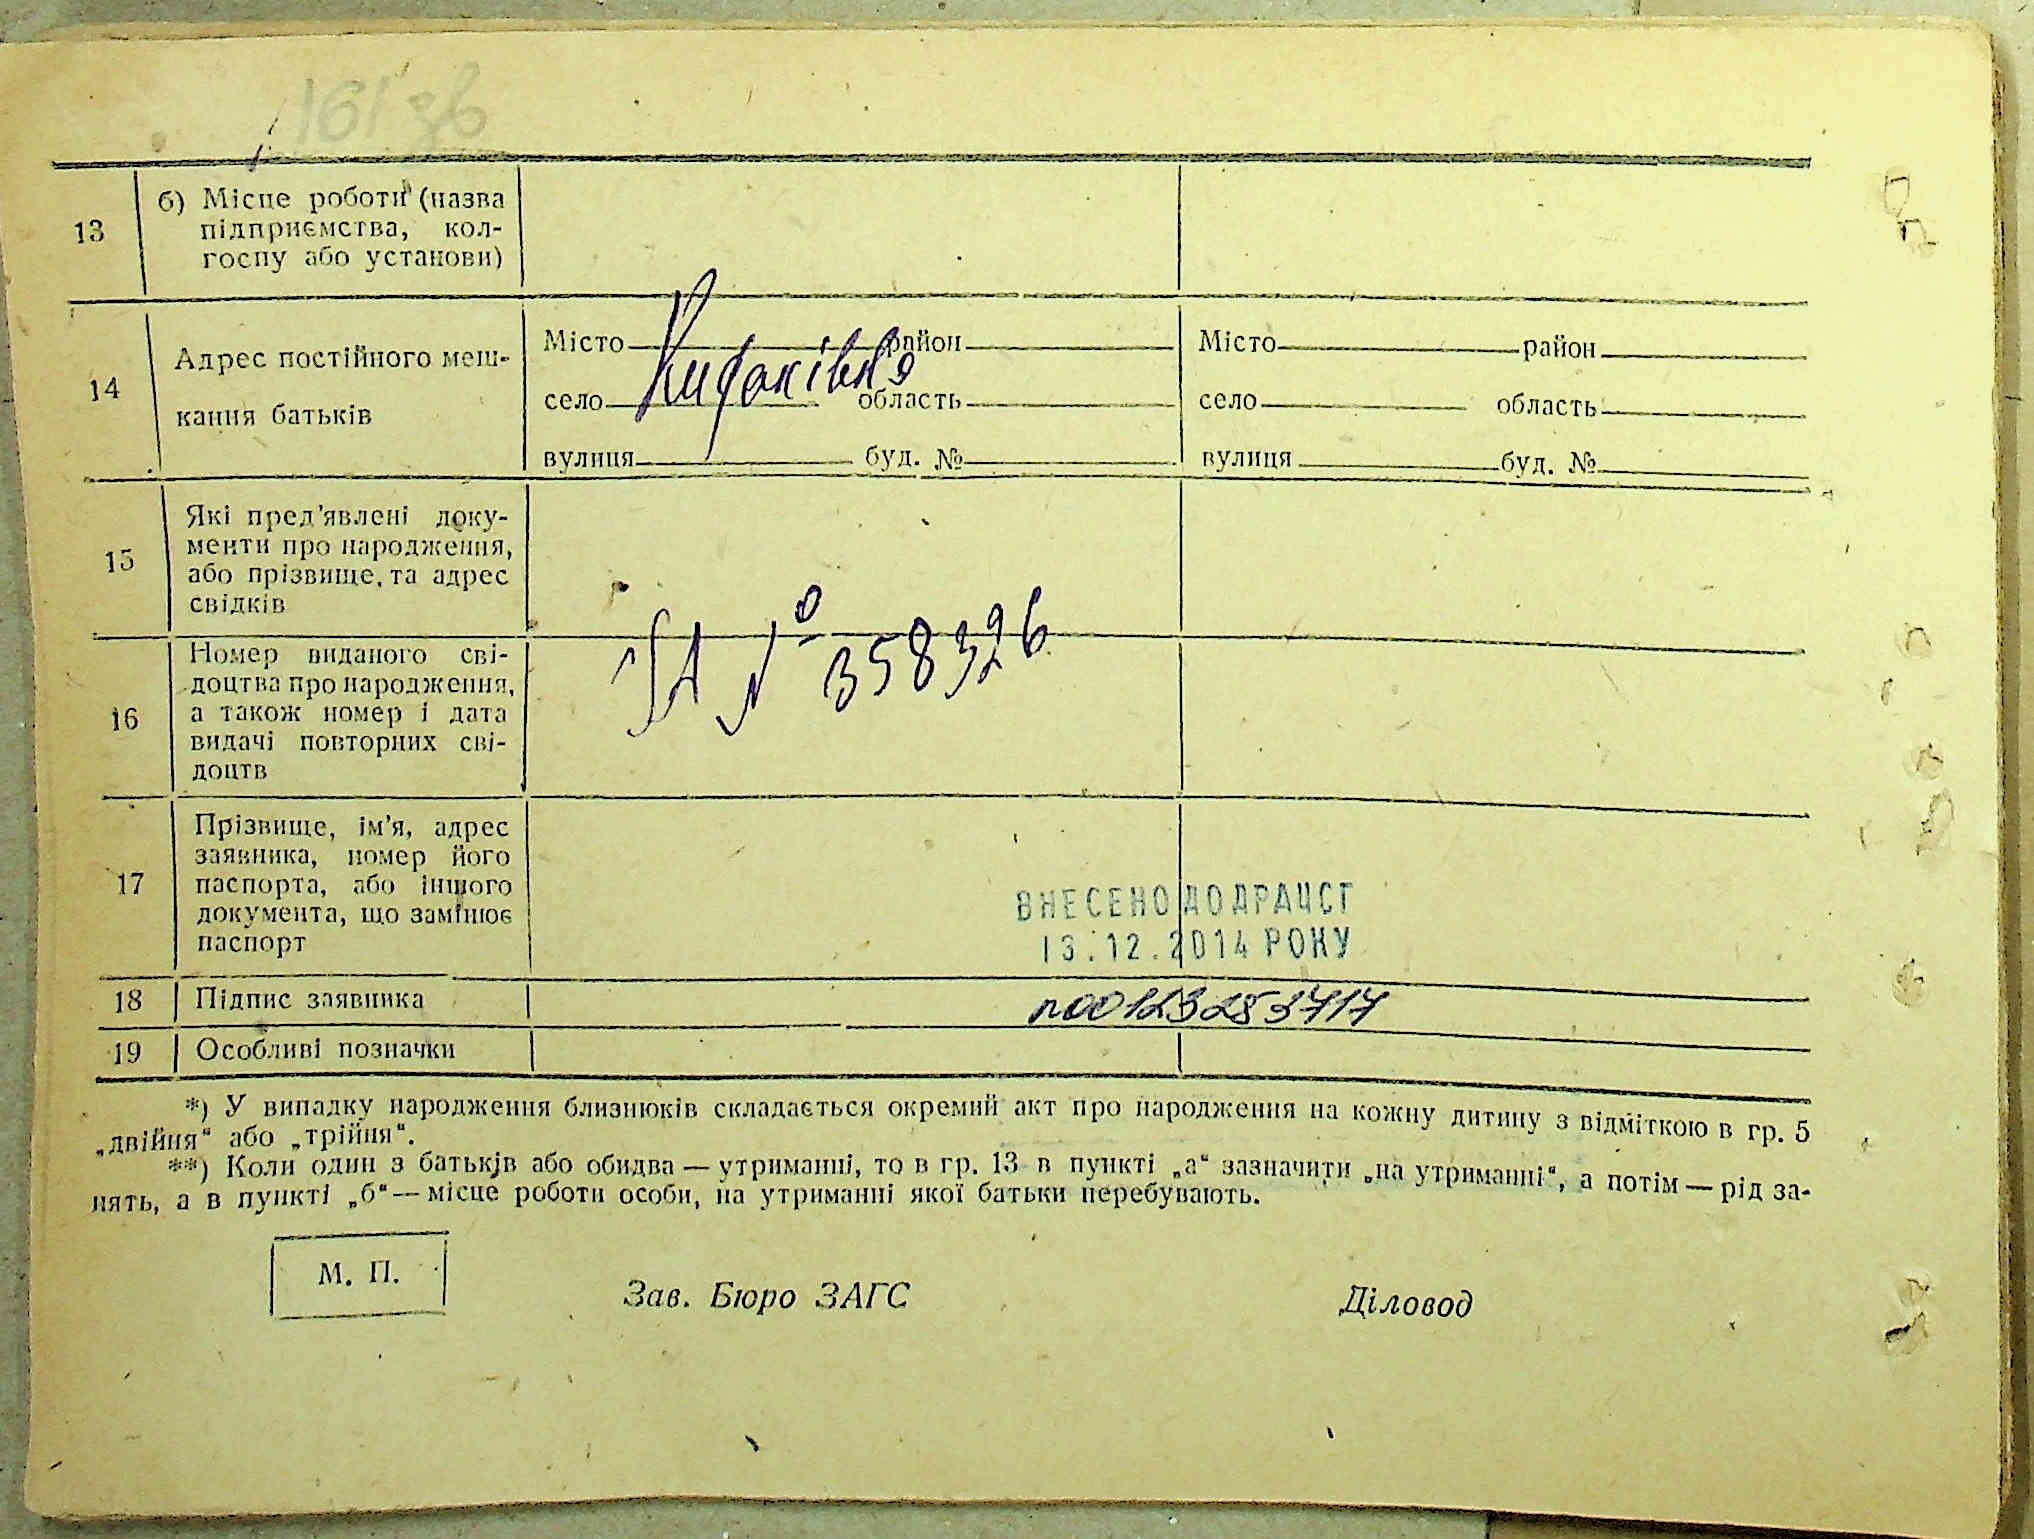 161 зв
13
б) Місце роботи (назва
підприємства, кол-
госпу або установи)
14
Адрес постійного меш-
кання батьків
Місто район
село область
вулиця буд. №
Місто район
село область
вулиця буд. №
15
Які пред'явлені доку-
менти про народження,
або прізвище, та адрес
свідків
16
Номер виданого сві-
доцтва про народження,
а також номер і дата
видачі повторних сві-
доцтв
№ 358326
17
Прізвище, ім'я, адрес
заявника, номер його
паспорта, або іншого
документа, що замінює
паспорт
ВНЕСЕНО ДО ДРАЦСГ
13.12.2014 РОКУ
18 Підпис заявника
19 Особливі позначки
*) У випадку народження близнюків складається окремий акт про народження на кожну дитину з відміткою в гр. 5
„двійня“ або „трійня“.
**) Коли один з батьків або обидва — утриманні, то в гр. 13 в пункті „а“ зазначити „на утриманні“, а потім — рід за-
нять, а в пункті „б“ — місце роботи особи, на утриманні якої батьки перебувають.
М. П.
Зав. Бюро ЗАГС
Діловод